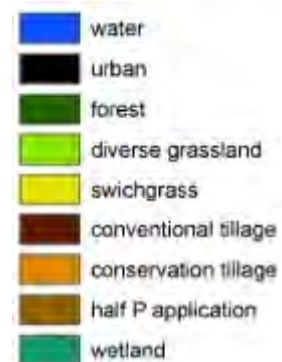 water
urban
forest
diverse grassland
swichgrass
conventional tillage
conservation tillage
half P application
wetland